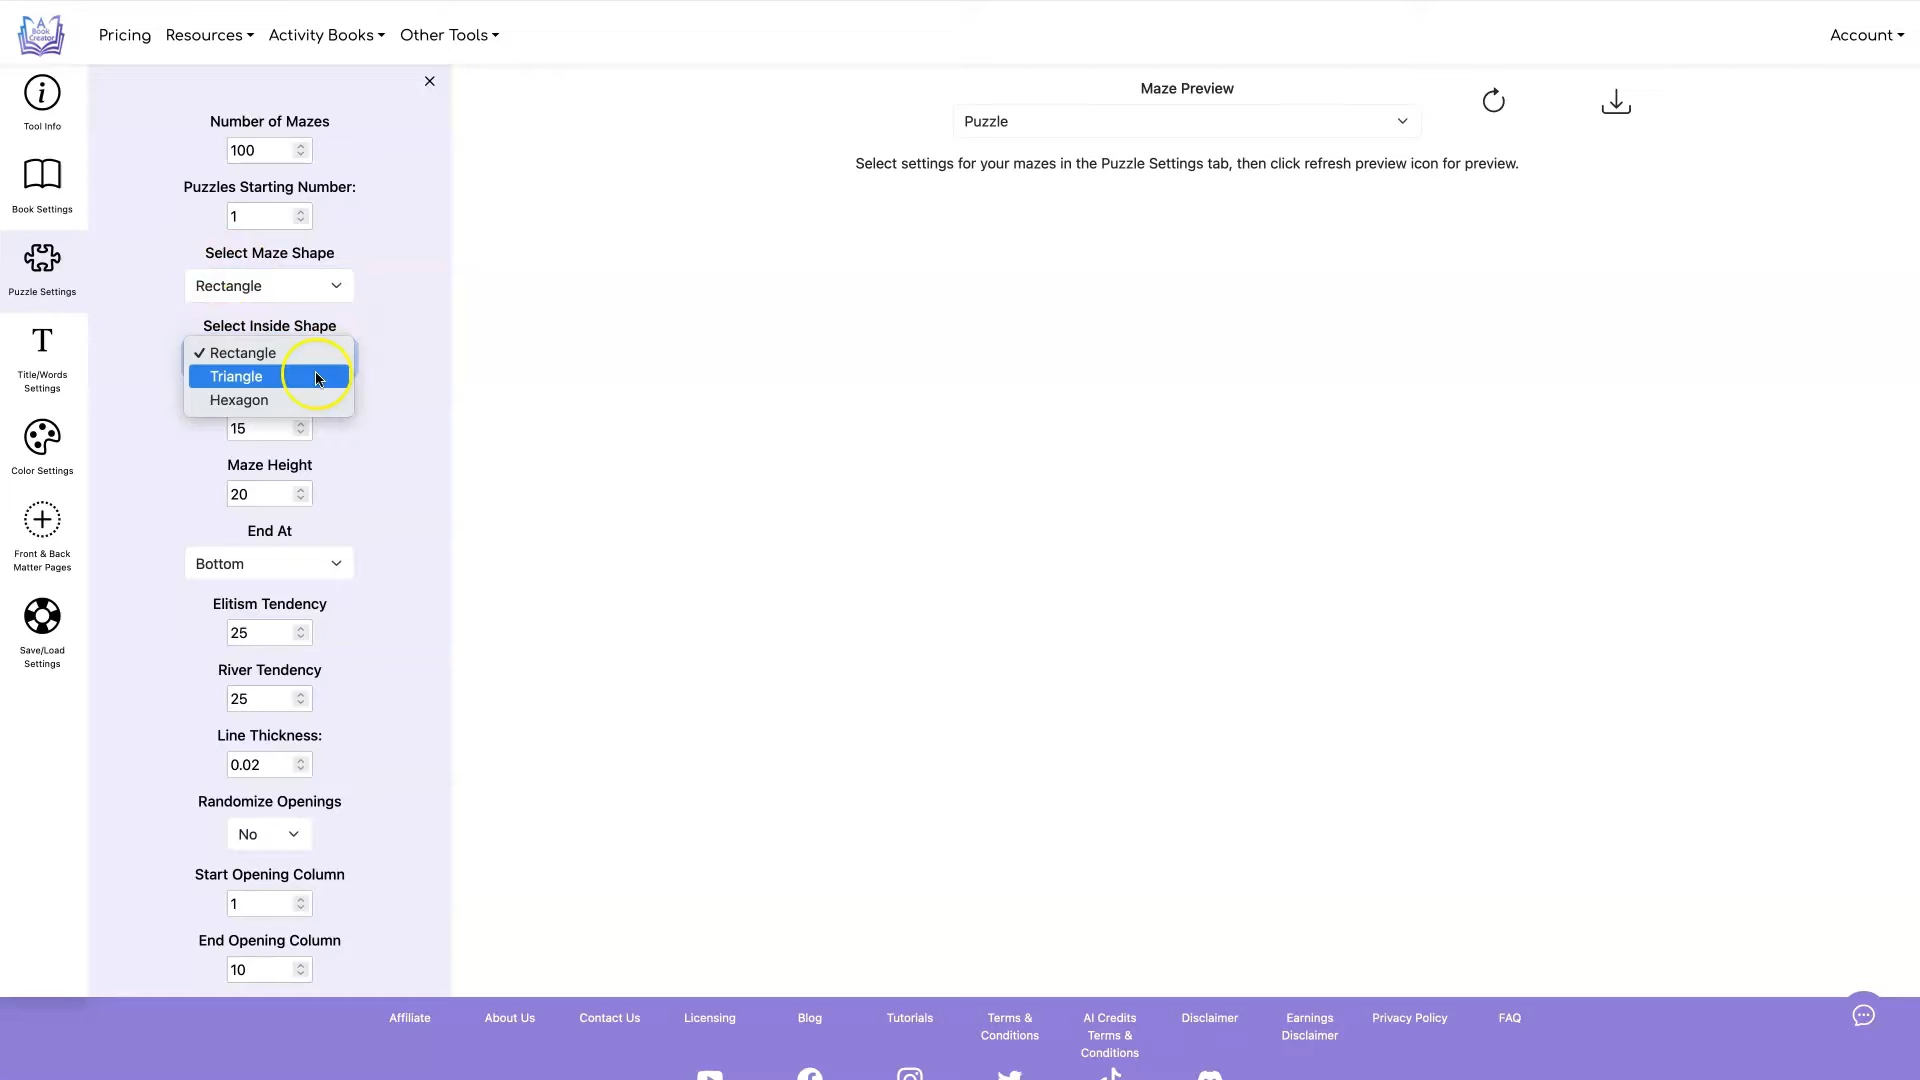 A
Book
Creator
Pricing
Resources
Activity Books
Other Tools
Account
Tool Info
Book Settings
Puzzle Settings
Title/Words
Settings
Color Settings
Front & Back
Matter Pages
Save/Load
Settings
Number of Mazes
100
Puzzles Starting Number:
1
Select Maze Shape
Rectangle
Select Inside Shape
Rectangle
Triangle
Hexagon
15
Maze Height
20
End At
Bottom
Elitism Tendency
25
River Tendency
25
Line Thickness:
0.02
Randomize Openings
No
Start Opening Column
1
End Opening Column
10
Maze Preview
Puzzle
Select settings for your mazes in the Puzzle Settings tab, then click refresh preview icon for preview.
Affiliate
About Us
Contact Us
Licensing
Blog
Tutorials
Terms &
Conditions
AI Credits
Terms &
Conditions
Disclaimer
Earnings
Disclaimer
Privacy Policy
FAQ